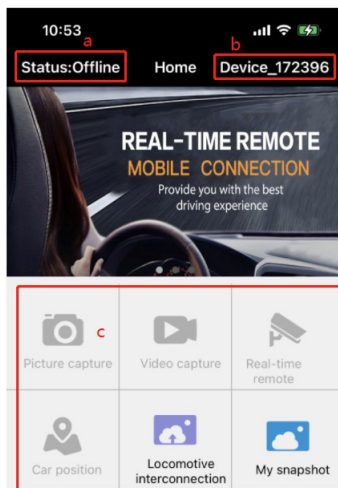 10:53
a
b
Status:Offline Home Device_172396
REAL-TIME REMOTE
MOBILE CONNECTION
Provide you with the best
driving experience
c
Picture capture Video capture Real-time
remote
Car position Locomotive
interconnection My snapshot